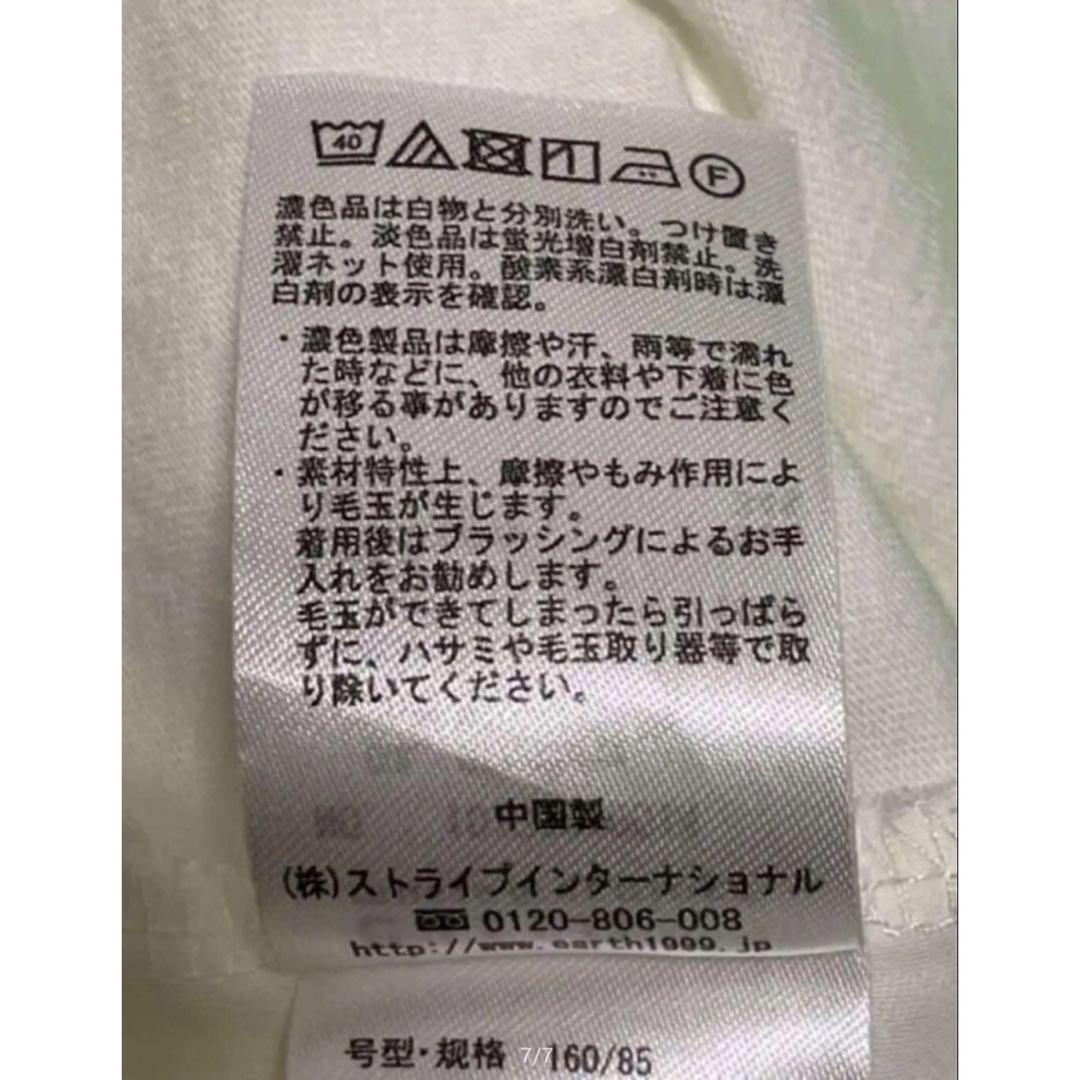 40 F
濃色品は白物と分別洗い。つけ置き
禁止。淡色品は蛍光増白剤禁止。洗
濯ネット使用。酸素系漂白剤時は漂
白剤の表示を確認。
・濃色製品は摩擦や汗、雨等で濡れ
た時などに、他の衣料や下着に色
が移る事がありますのでご注意く
ださい。
・素材特性上、摩擦やもみ作用によ
り毛玉が生じます。
着用後はブラッシングによるお手
入れをお勧めします。
毛玉ができてしまったら引っぱら
ずに、ハサミや毛玉取り器等で取
り除いてください。
中国製
(株)ストライプインターナショナル
0120-806-008
http://www.earth1999.jp
号型・規格 160/85
7/7